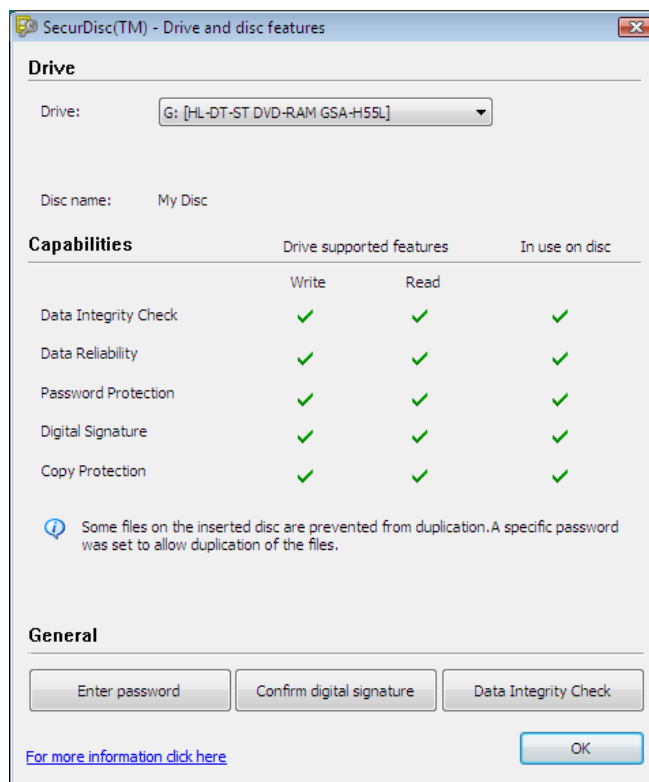 SecurDisc(TM) - Drive and disc features
Drive
Drive: G: [HL-DT-ST DVD-RAM GSA-H55L]
Disc name: My Disc
Capabilities Drive supported features In use on disc
Write Read
Data Integrity Check
Data Reliability
Password Protection
Digital Signature
Copy Protection
Some files on the inserted disc are prevented from duplication.A specific password
was set to allow duplication of the files.
General
Enter password Confirm digital signature Data Integrity Check
For more information click here OK